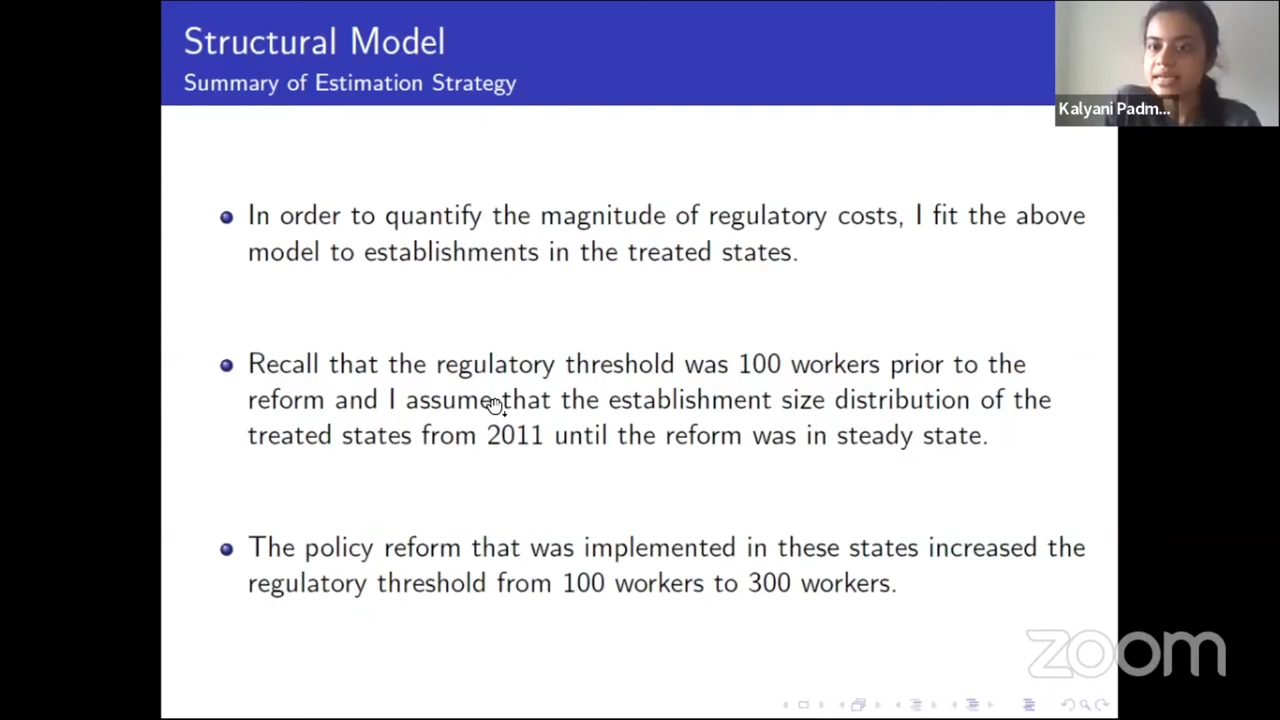 Structural Model
Summary of Estimation Strategy
Kalyani Padm...
In order to quantify the magnitude of regulatory costs, I fit the above
model to establishments in the treated states.
Recall that the regulatory threshold was 100 workers prior to the
reform and I assume that the establishment size distribution of the
treated states from 2011 until the reform was in steady state.
The policy reform that was implemented in these states increased the
regulatory threshold from 100 workers to 300 workers.
zoom